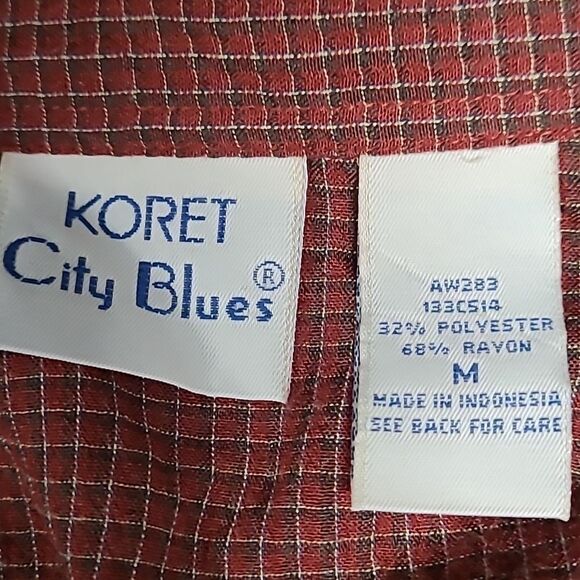 KORET
City Blues®
AW283
133C514
32% POLYESTER
68% RAYON
M
MADE IN INDONESIA
SEE BACK FOR CARE